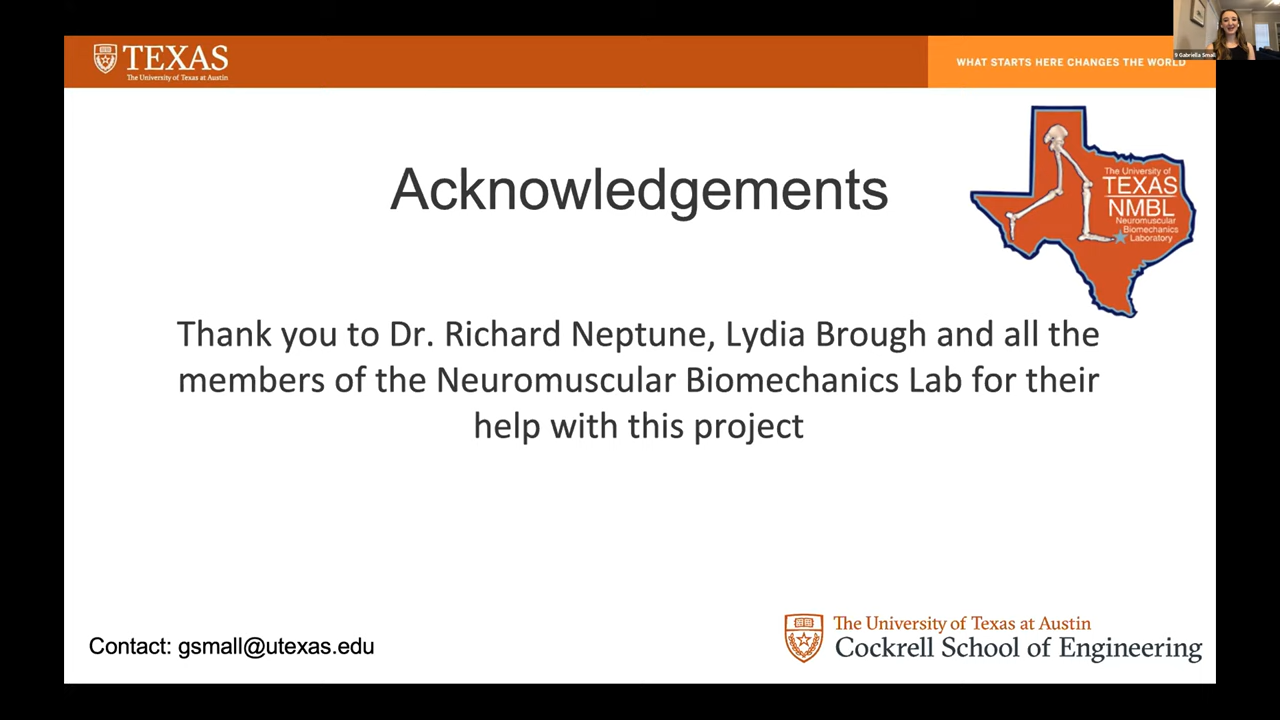 TEXAS
The University of Texas at Austin
WHAT STARTS HERE CHANGES THE WORLD
9 Gabriella Small
Acknowledgements
The University of
TEXAS
NMBL
Neuromuscular
Biomechanics
Laboratory
Thank you to Dr. Richard Neptune, Lydia Brough and all the
members of the Neuromuscular Biomechanics Lab for their
help with this project
Contact: gsmall@utexas.edu
The University of Texas at Austin
Cockrell School of Engineering